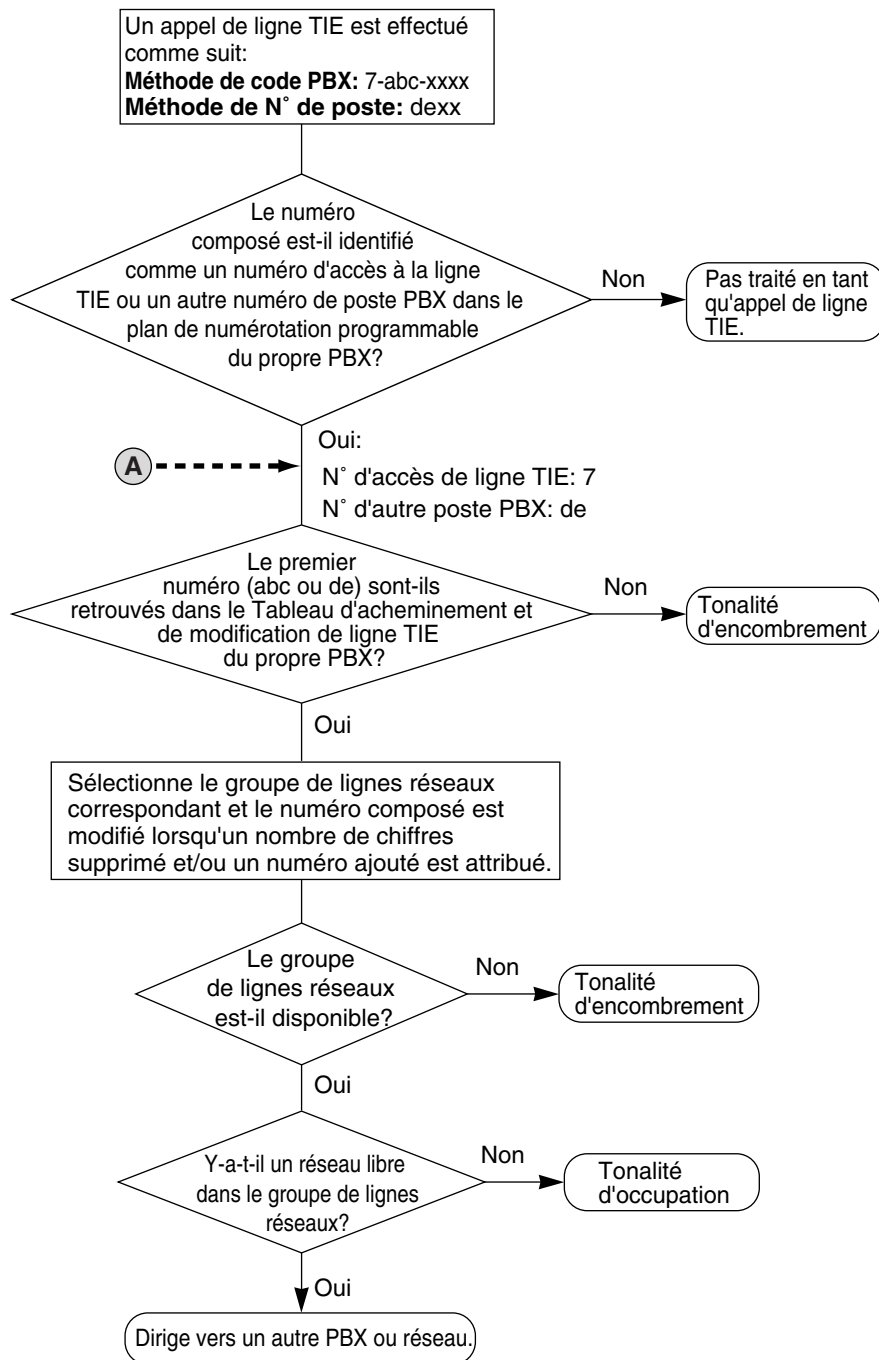 Un appel de ligne TIE est effectué
comme suit:
Méthode de code PBX: 7-abc-xxxx
Méthode de N° de poste: dexx
Le numéro
composé est-il identifié
comme un numéro d'accès à la ligne
TIE ou un autre numéro de poste PBX dans le
plan de numérotation programmable
du propre PBX?
Non
Pas traité en tant
qu'appel de ligne
TIE.
A
Oui:
N° d'accès de ligne TIE: 7
N° d'autre poste PBX: de
Le premier
numéro (abc ou de) sont-ils
retrouvés dans le Tableau d'acheminement et
de modification de ligne TIE
du propre PBX?
Non
Tonalité
d'encombrement
Oui
Sélectionne le groupe de lignes réseaux
correspondant et le numéro composé est
modifié lorsqu'un nombre de chiffres
supprimé et/ou un numéro ajouté est attribué.
Le groupe
de lignes réseaux
est-il disponible?
Non
Tonalité
d'encombrement
Oui
Y-a-t-il un réseau libre
dans le groupe de lignes
réseaux?
Non
Tonalité
d'occupation
Oui
Dirige vers un autre PBX ou réseau.